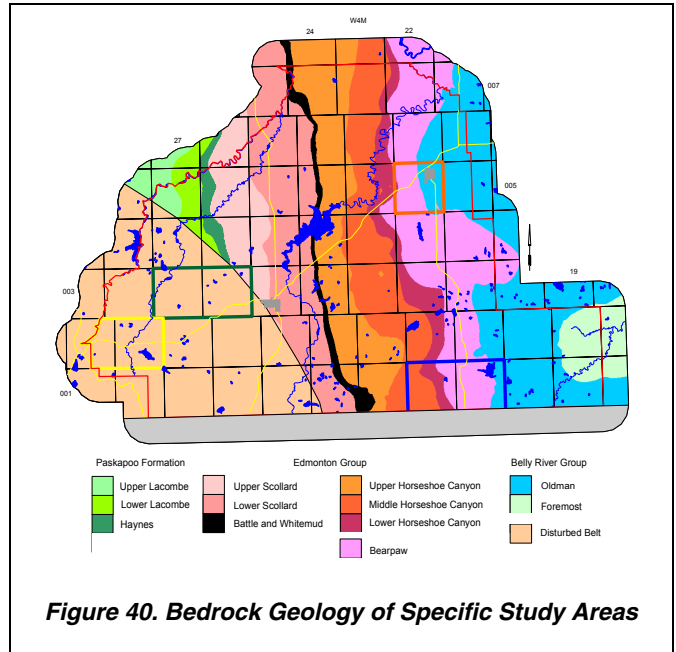 24
W4M
22
007
27
005
19
003
001
Paskapoo Formation
Edmonton Group
Belly River Group
Upper Lacombe
Upper Scollard
Upper Horseshoe Canyon
Oldman
Lower Lacombe
Lower Scollard
Middle Horseshoe Canyon
Foremost
Haynes
Battle and Whitemud
Lower Horseshoe Canyon
Disturbed Belt
Bearpaw
Figure 40. Bedrock Geology of Specific Study Areas